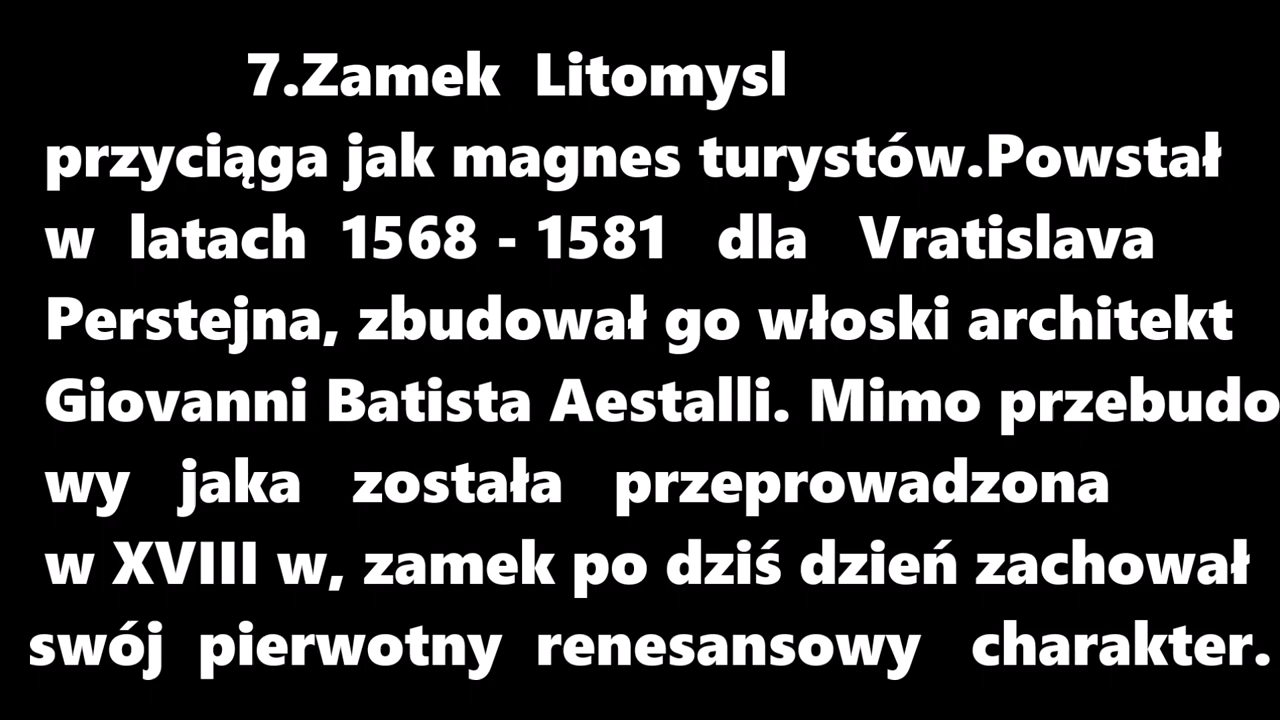 7.Zamek Litomysl
przyciąga jak magnes turystów.Powstał
w latach 1568 - 1581 dla Vratislava
Perstejna, zbudował go włoski architekt
Giovanni Batista Aestalli. Mimo przebudo
wy jaka została przeprowadzona
w XVIII w, zamek po dziś dzień zachował
swój pierwotny renesansowy charakter.